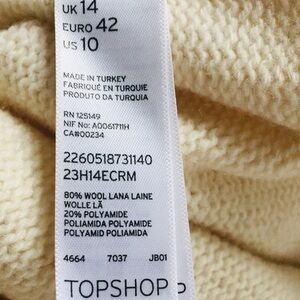 UK 14
EURO 42
US 10
MADE IN TURKEY
FABRIQUÉ EN TURQUIE
PRODUTO DA TURQUIA
RN 125149
NIF No: A0061711H
CA#00234
2260518731140
23H14ECRM
80% WOOL LANA LAINE
WOLLE LÃ
20% POLYAMIDE
POLIAMIDA POLYAMIDE
POLYAMID POLIAMIDA
4664 7037 JB01
TOPSHOP